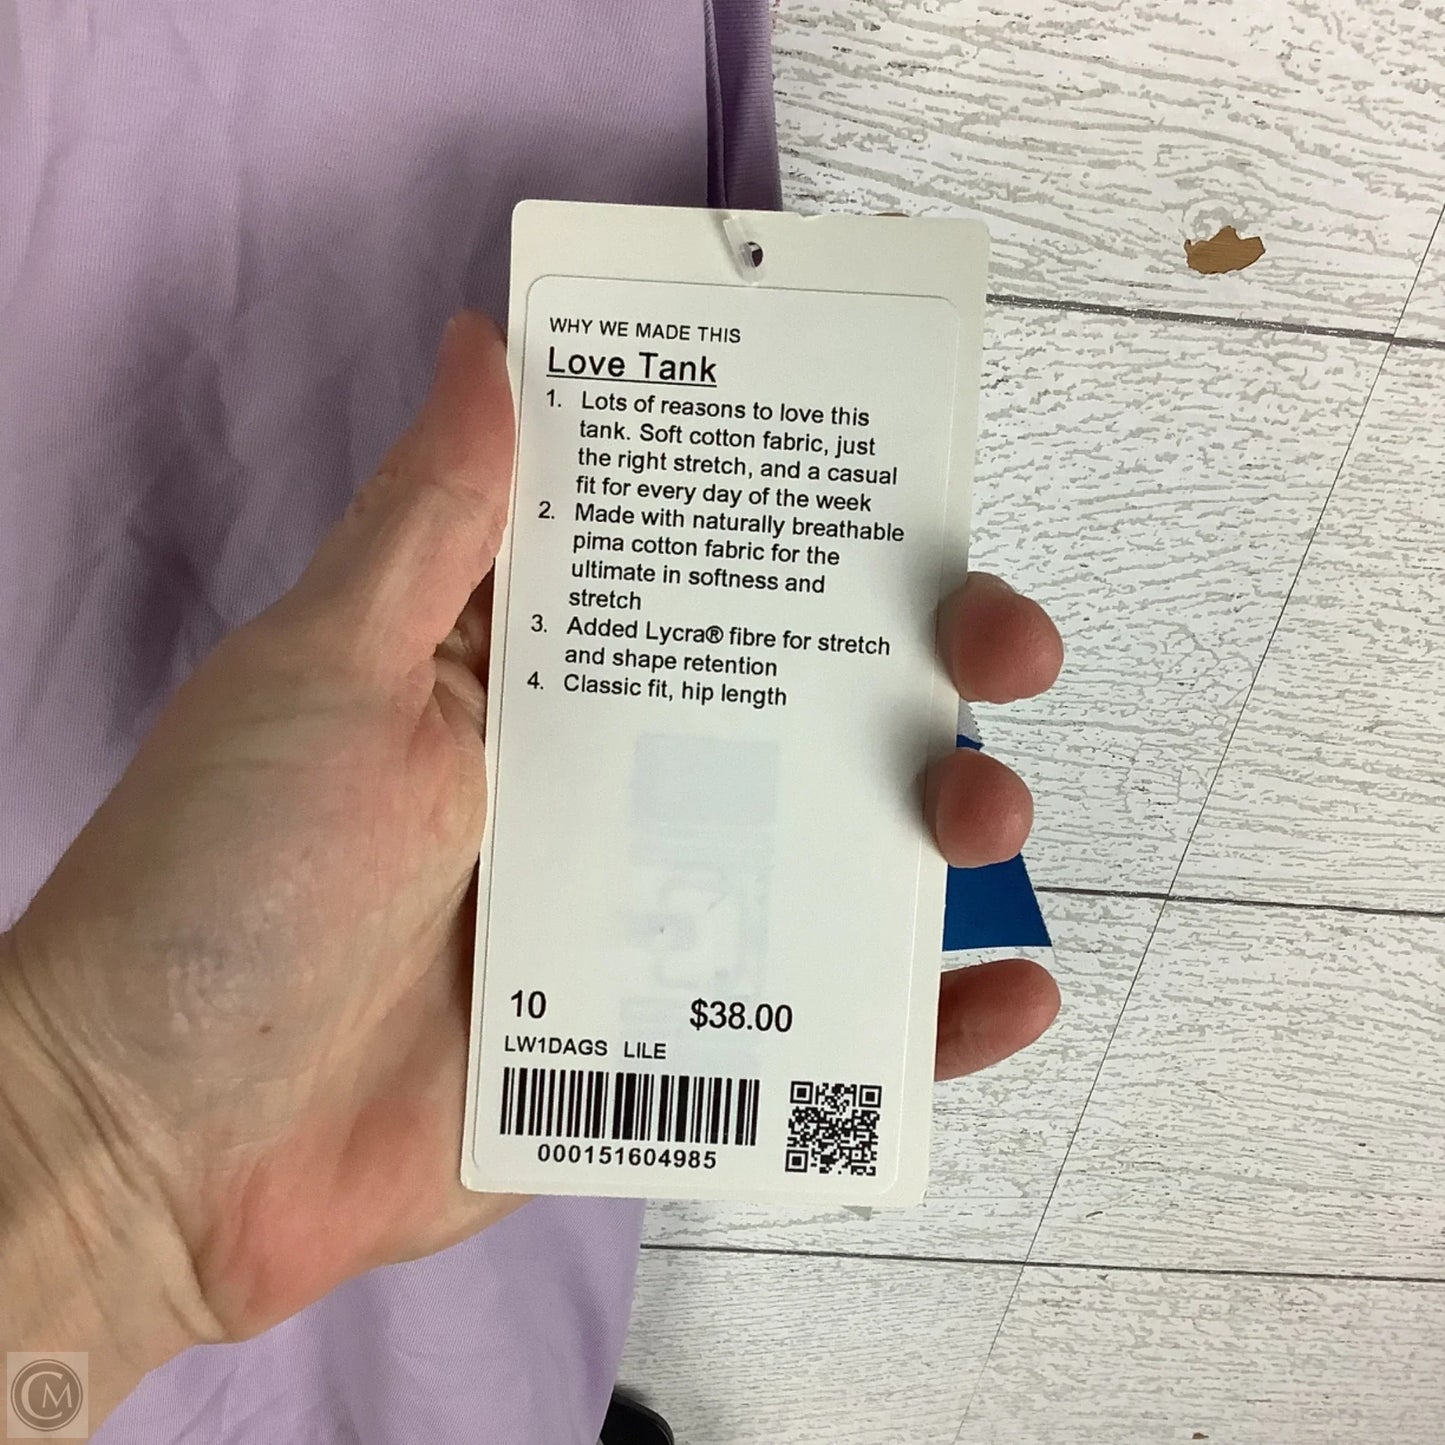 WHY WE MADE THIS
Love Tank
1. Lots of reasons to love this
tank. Soft cotton fabric, just
the right stretch, and a casual
fit for every day of the week
2. Made with naturally breathable
pima cotton fabric for the
ultimate in softness and
stretch
3. Added Lycra® fibre for stretch
and shape retention
4. Classic fit, hip length
10 $38.00
LW1DAGS LILE
000151604985
CM